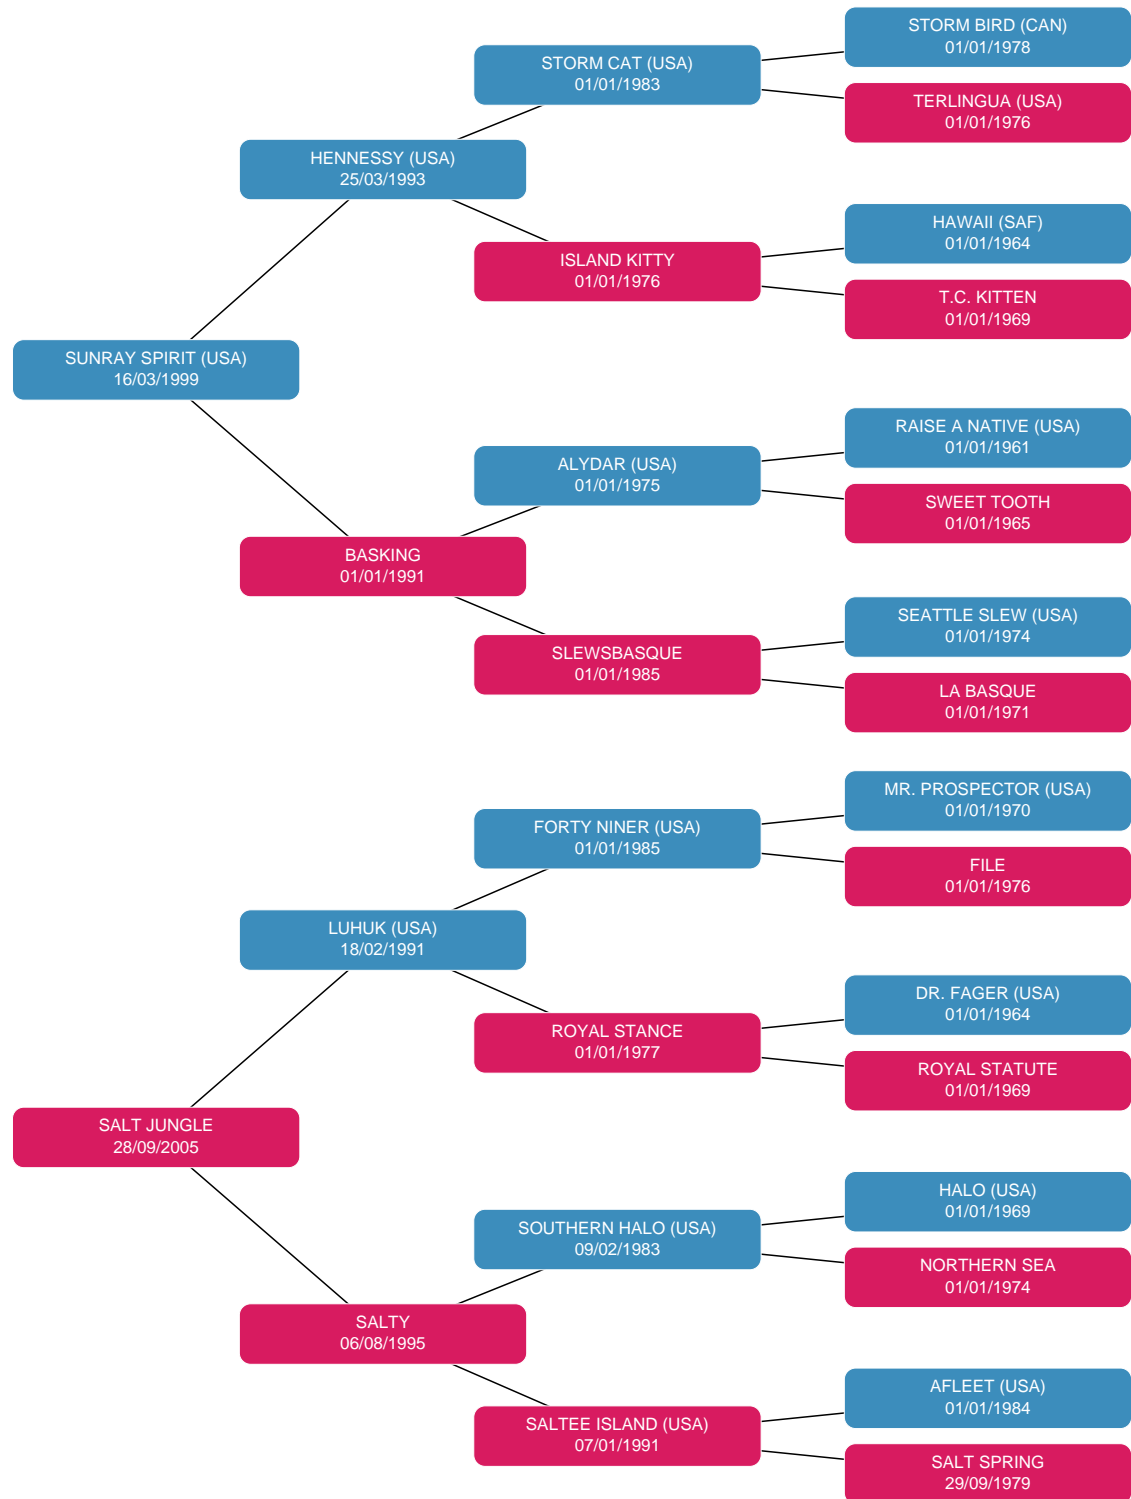 STORM BIRD (CAN)
01/01/1978
STORM CAT (USA)
01/01/1983
TERLINGUA (USA)
01/01/1976
HENNESSY (USA)
25/03/1993
HAWAII (SAF)
01/01/1964
ISLAND KITTY
01/01/1976
T.C. KITTEN
01/01/1969
SUNRAY SPIRIT (USA)
16/03/1999
RAISE A NATIVE (USA)
01/01/1961
ALYDAR (USA)
01/01/1975
SWEET TOOTH
01/01/1965
BASKING
01/01/1991
SEATTLE SLEW (USA)
01/01/1974
SLEWSBASQUE
01/01/1985
LA BASQUE
01/01/1971
MR. PROSPECTOR (USA)
01/01/1970
FORTY NINER (USA)
01/01/1985
FILE
01/01/1976
LUHUK (USA)
18/02/1991
DR. FAGER (USA)
01/01/1964
ROYAL STANCE
01/01/1977
ROYAL STATUTE
01/01/1969
SALT JUNGLE
28/09/2005
HALO (USA)
01/01/1969
SOUTHERN HALO (USA)
09/02/1983
NORTHERN SEA
01/01/1974
SALTY
06/08/1995
AFLEET (USA)
01/01/1984
SALTEE ISLAND (USA)
07/01/1991
SALT SPRING
29/09/1979